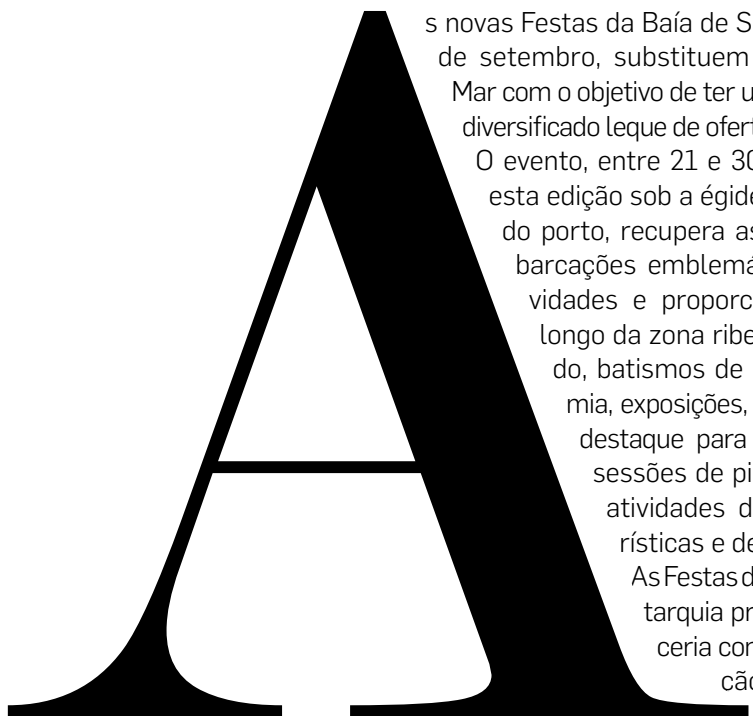 A
s novas Festas da Baía de S
de setembro, substituem
Mar com o objetivo de ter u
diversificado leque de ofert
O evento, entre 21 e 30
esta edição sob a égide
do porto, recupera as
barcações emblemá
vidades e proporc
longo da zona ribe
do, batismos de
mia, exposições,
destaque para
sessões de pi
atividades d
rísticas e de
As Festas d
tarquia pr
ceria con
ção